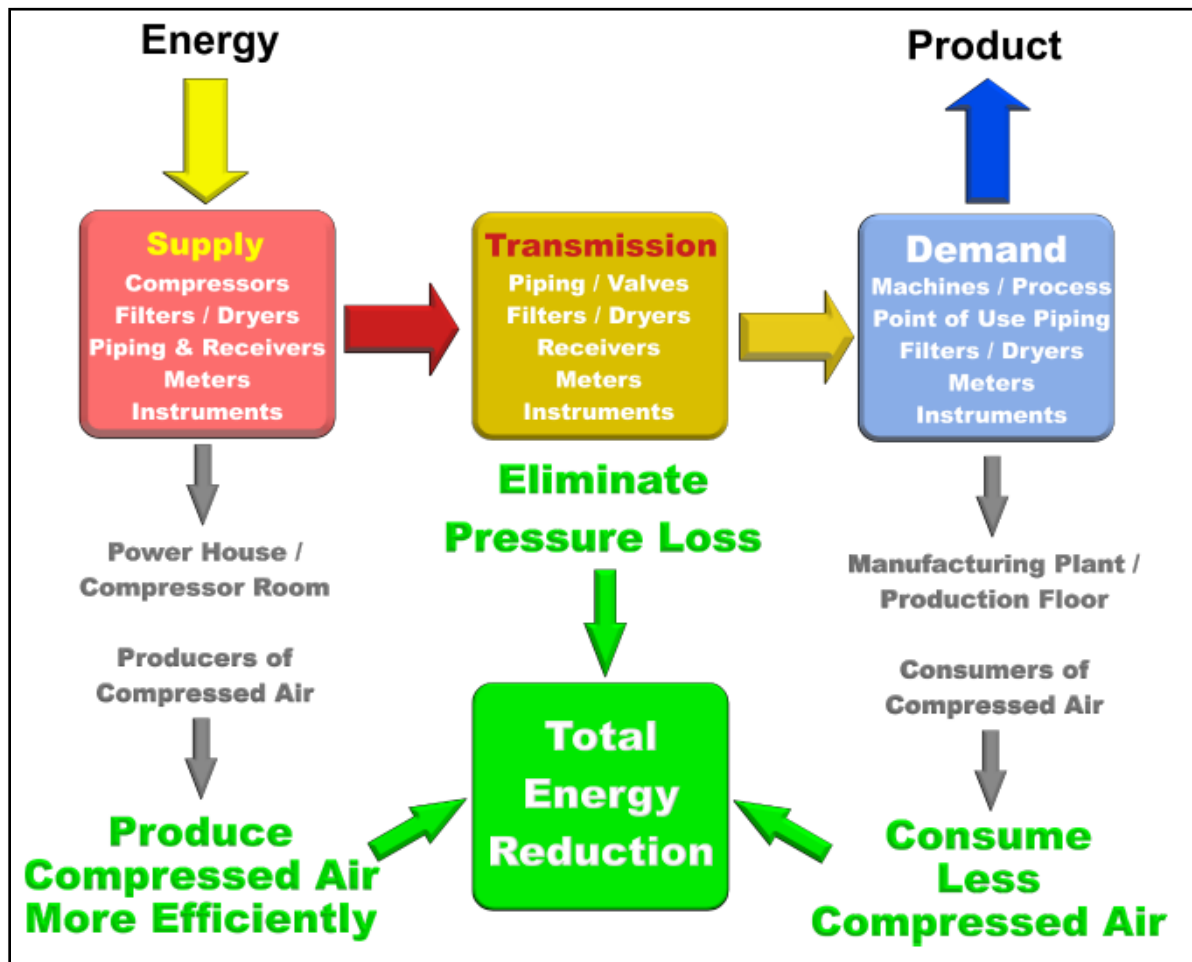 Energy
Product
Supply
Compressors
Filters / Dryers
Piping & Receivers
Meters
Instruments
Transmission
Piping / Valves
Filters / Dryers
Receivers
Meters
Instruments
Demand
Machines / Process
Point of Use Piping
Filters / Dryers
Meters
Instruments
Eliminate
Pressure Loss
Power House /
Compressor Room
Producers of
Compressed Air
Manufacturing Plant /
Production Floor
Consumers of
Compressed Air
Produce
Compressed Air
More Efficiently
Total
Energy
Reduction
Consume
Less
Compressed Air